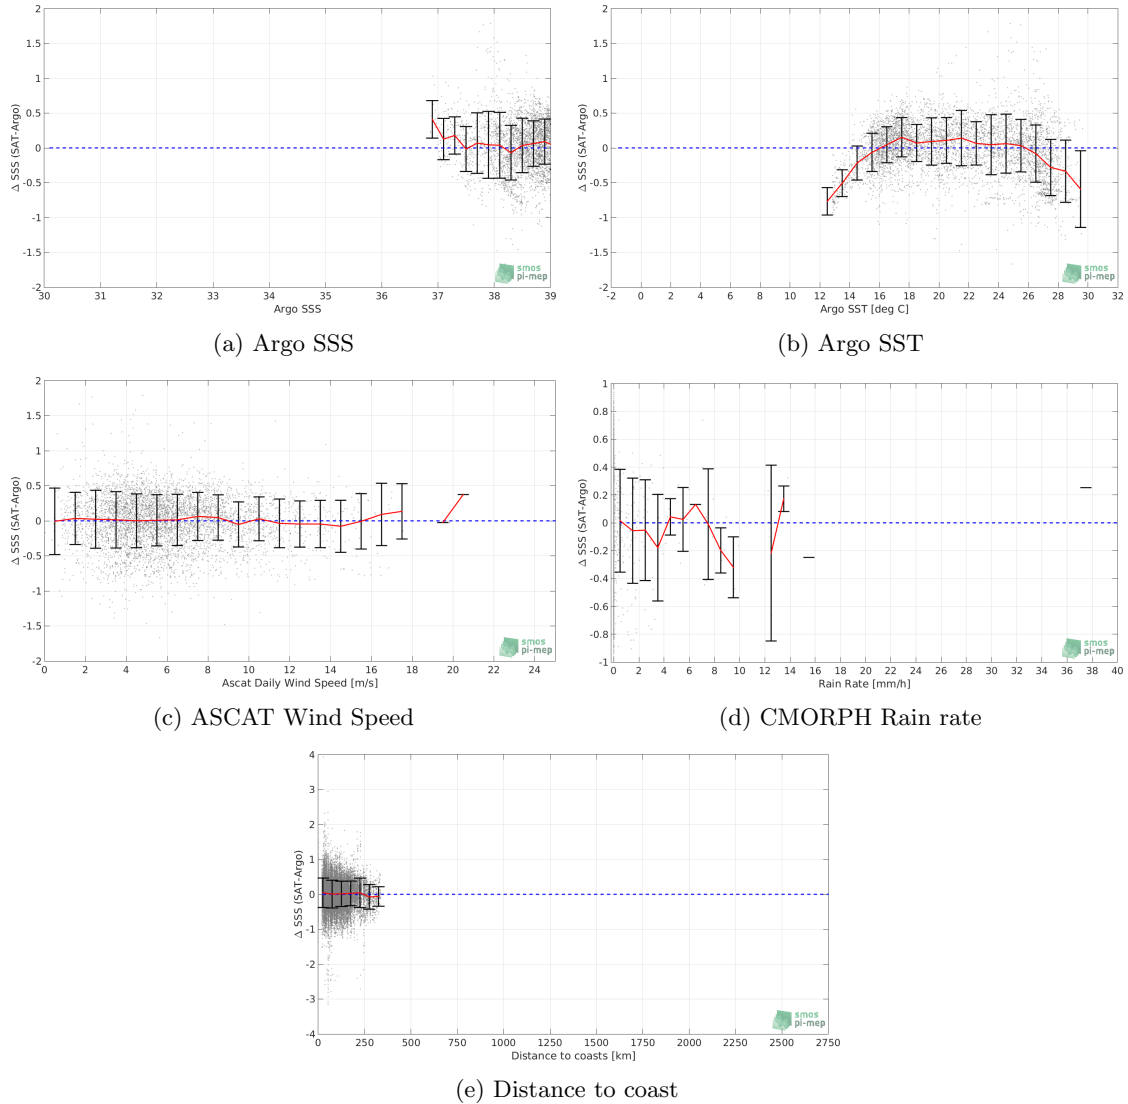 2
1.5
1
0.5
0
-0.5
-1
-1.5
-2
Δ SSS (SAT-Argo)
30 31 32 33 34 35 36 37 38 39
Argo SSS
smos
pi-mep
(a) Argo SSS
2
1.5
1
0.5
0
-0.5
-1
-1.5
-2
Δ SSS (SAT-Argo)
-2 0 2 4 6 8 10 12 14 16 18 20 22 24 26 28 30 32
Argo SST [deg C]
smos
pi-mep
(b) Argo SST
2
1.5
1
0.5
0
-0.5
-1
-1.5
-2
Δ SSS (SAT-Argo)
0 2 4 6 8 10 12 14 16 18 20 22 24
Ascat Daily Wind Speed [m/s]
smos
pi-mep
(c) ASCAT Wind Speed
1
0.8
0.6
0.4
0.2
0
-0.2
-0.4
-0.6
-0.8
-1
Δ SSS (SAT-Argo)
0 2 4 6 8 10 12 14 16 18 20 22 24 26 28 30 32 34 36 38 40
Rain Rate [mm/h]
smos
pi-mep
(d) CMORPH Rain rate
4
3
2
1
0
-1
-2
-3
-4
Δ SSS (SAT-Argo)
0 250 500 750 1000 1250 1500 1750 2000 2250 2500 2750
Distance to coasts [km]
smos
pi-mep
(e) Distance to coast